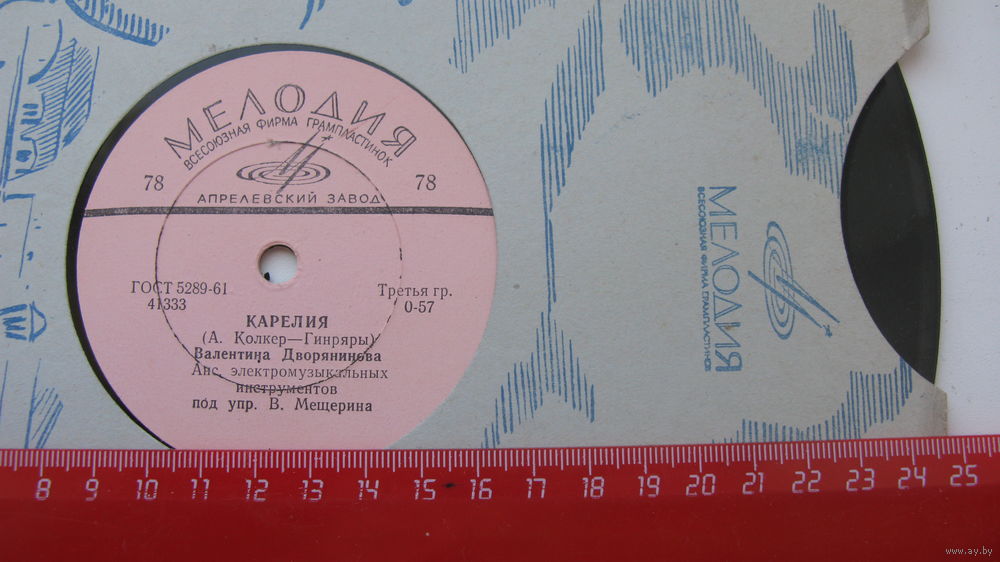 МЕЛОДИЯ
ВСЕСОЮЗНАЯ ФИРМА ГРАМПЛАСТИНОК
78 78
АПРЕЛЕВСКИЙ ЗАВОД
ГОСТ 5289-61
41333
Третья гр.
0-57
КАРЕЛИЯ
(А. Колкер—Гинряры)
Валентина Дворянинова
Анс. электромузыкальных
инструментов
под упр. В. Мещерина
МЕЛОДИЯ
ВСЕСОЮЗНАЯ ФИРМА ГРАМПЛАСТИНОК
8 9 10 11 12 13 14 15 16 17 18 19 20 21 22 23 24 25
www.ay.by